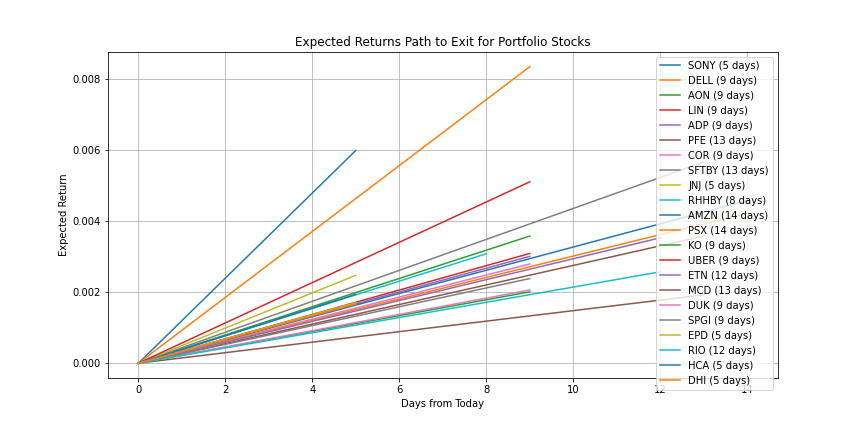 Expected Returns Path to Exit for Portfolio Stocks
Expected Return
0.008
0.006
0.004
0.002
0.000
SONY (5 days)
DELL (9 days)
AON (9 days)
LIN (9 days)
ADP (9 days)
PFE (13 days)
COR (9 days)
SFTBY (13 days)
JNJ (5 days)
RHHBY (8 days)
AMZN (14 days)
PSX (14 days)
KO (9 days)
UBER (9 days)
ETN (12 days)
MCD (13 days)
DUK (9 days)
SPGI (9 days)
EPD (5 days)
RIO (12 days)
HCA (5 days)
DHI (5 days)
0 2 4 6 8 10 12 14
Days from Today